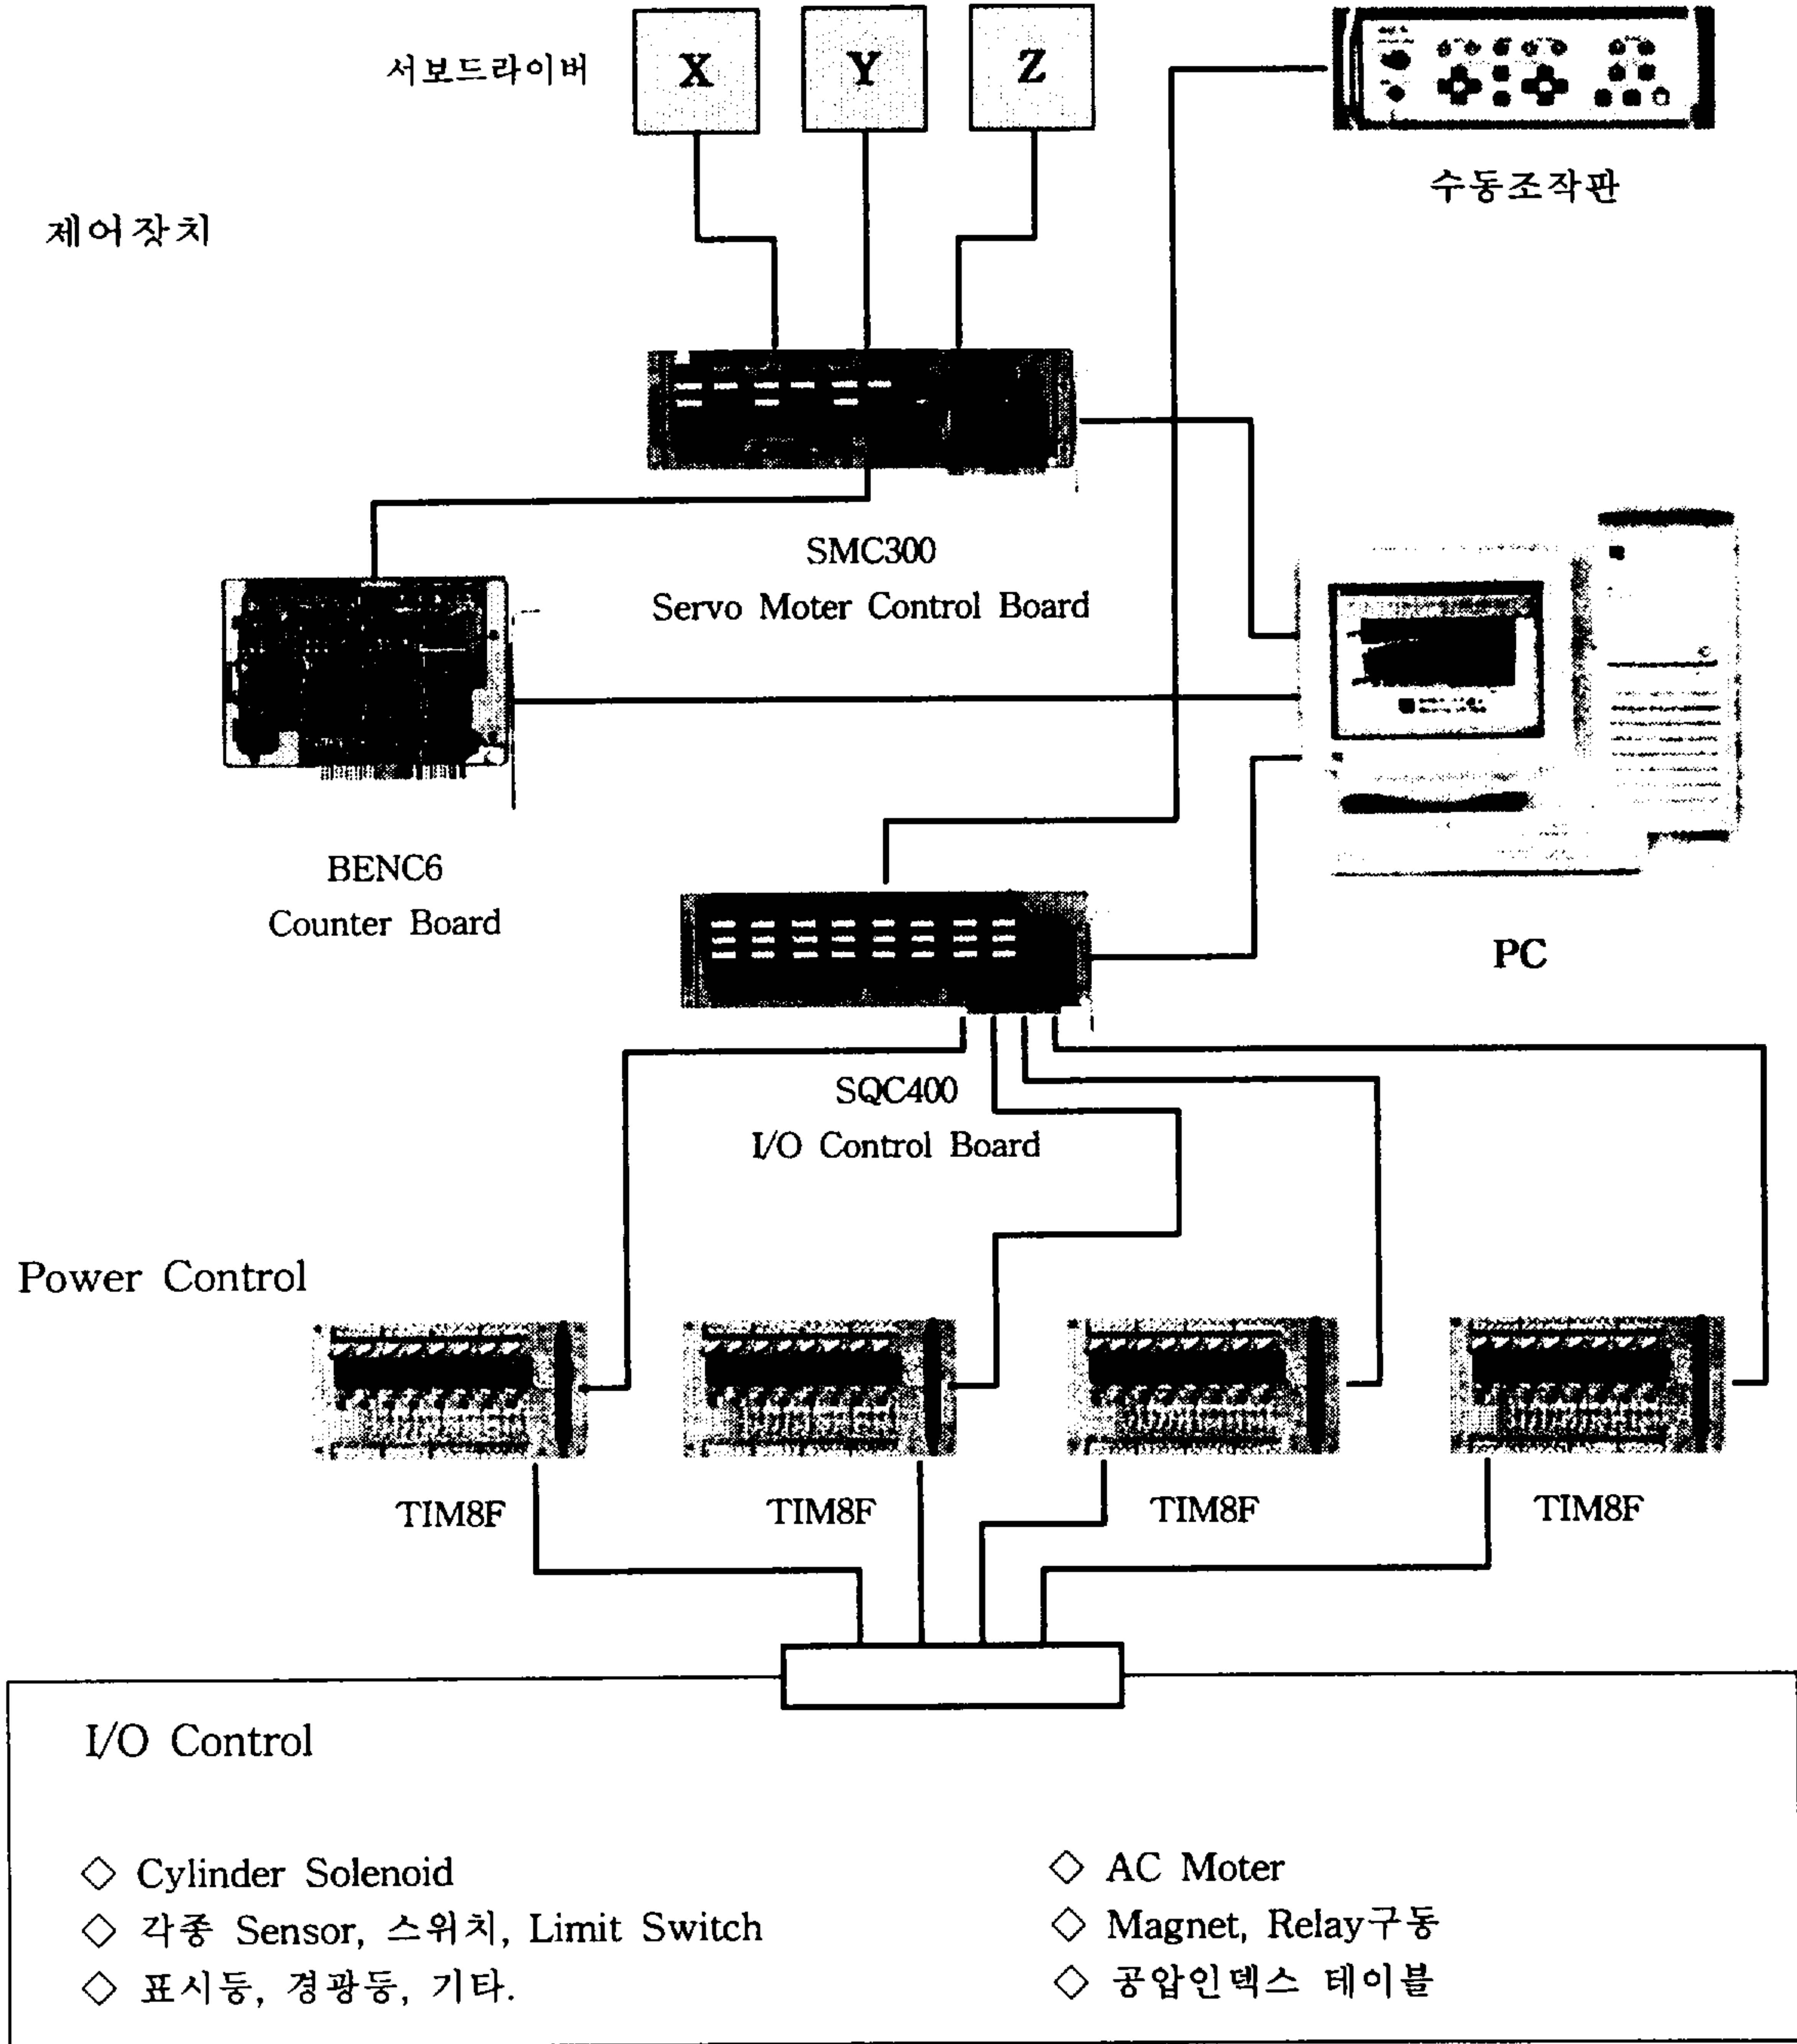 서보드라이버
X
Y
Z
수동조작판
제어장치
SMC300
Servo Moter Control Board
BENC6
Counter Board
PC
SQC400
I/O Control Board
Power Control
TIM8F
TIM8F
TIM8F
TIM8F
I/O Control
◇ Cylinder Solenoid
◇ AC Moter
◇ 각종 Sensor, 스위치, Limit Switch
◇ Magnet, Relay구동
◇ 표시등, 경광등, 기타.
◇ 공압인덱스 테이블